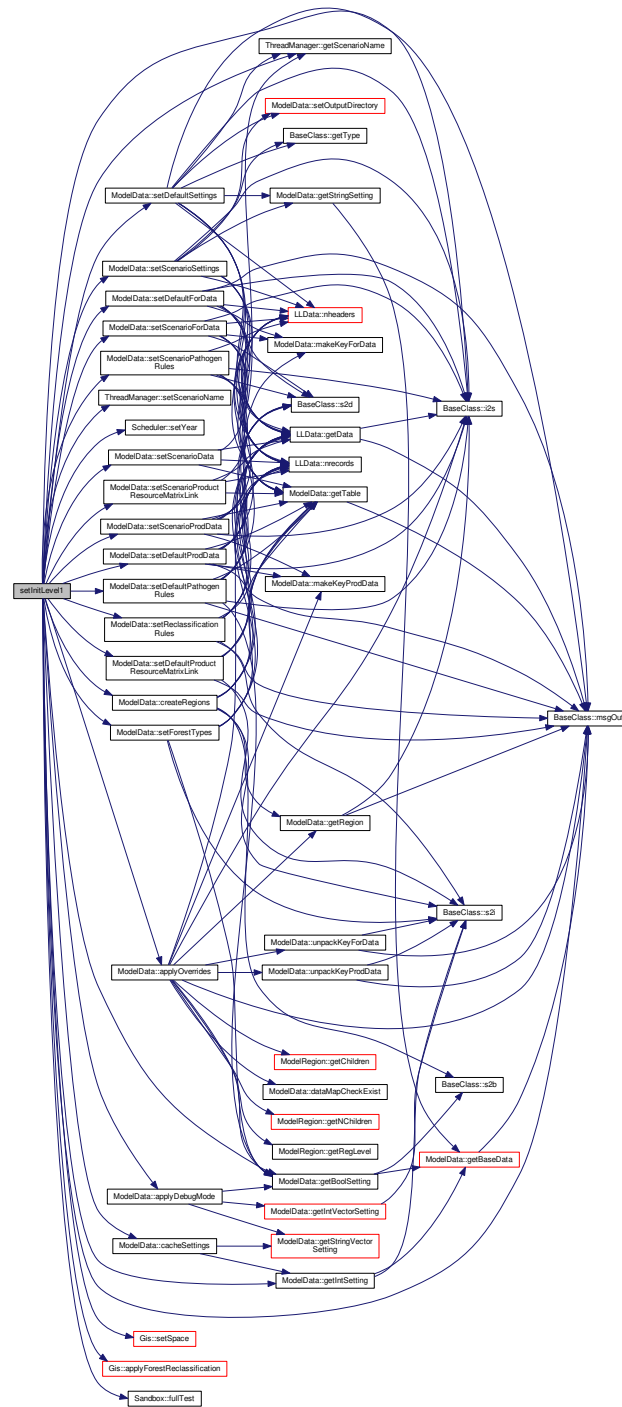 ThreadManager::getScenarioName
ModelData::setOutputDirectory
BaseClass::getType
ModelData::setDefaultSettings
ModelData::getStringSetting
ModelData::setScenarioSettings
ModelData::setDefaultForData
LLData::nheaders
ModelData::setScenarioForData
ModelData::makeKeyForData
ModelData::setScenarioPathogen
Rules
ThreadManager::setScenarioName
BaseClass::s2d
BaseClass::i2s
Scheduler::setYear
LLData::getData
ModelData::setScenarioData
LLData::nrecords
ModelData::setScenarioProduct
ResourceMatrixLink
ModelData::getTable
ModelData::setScenarioProdData
ModelData::setDefaultProdData
setInitLevel1
ModelData::setDefaultPathogen
Rules
ModelData::makeKeyProdData
ModelData::setReclassification
Rules
ModelData::setDefaultProduct
ResourceMatrixLink
ModelData::createRegions
BaseClass::msgOut
ModelData::setForestTypes
ModelData::getRegion
BaseClass::s2i
ModelData::unpackKeyForData
ModelData::applyOverrides
ModelData::unpackKeyProdData
ModelRegion::getChildren
BaseClass::s2b
ModelData::dataMapCheckExist
ModelRegion::getNChildren
ModelRegion::getRegLevel
ModelData::getBaseData
ModelData::getBoolSetting
ModelData::applyDebugMode
ModelData::getIntVectorSetting
ModelData::cacheSettings
ModelData::getStringVector
Setting
ModelData::getIntSetting
Gis::setSpace
Gis::applyForestReclassification
Sandbox::fullTest